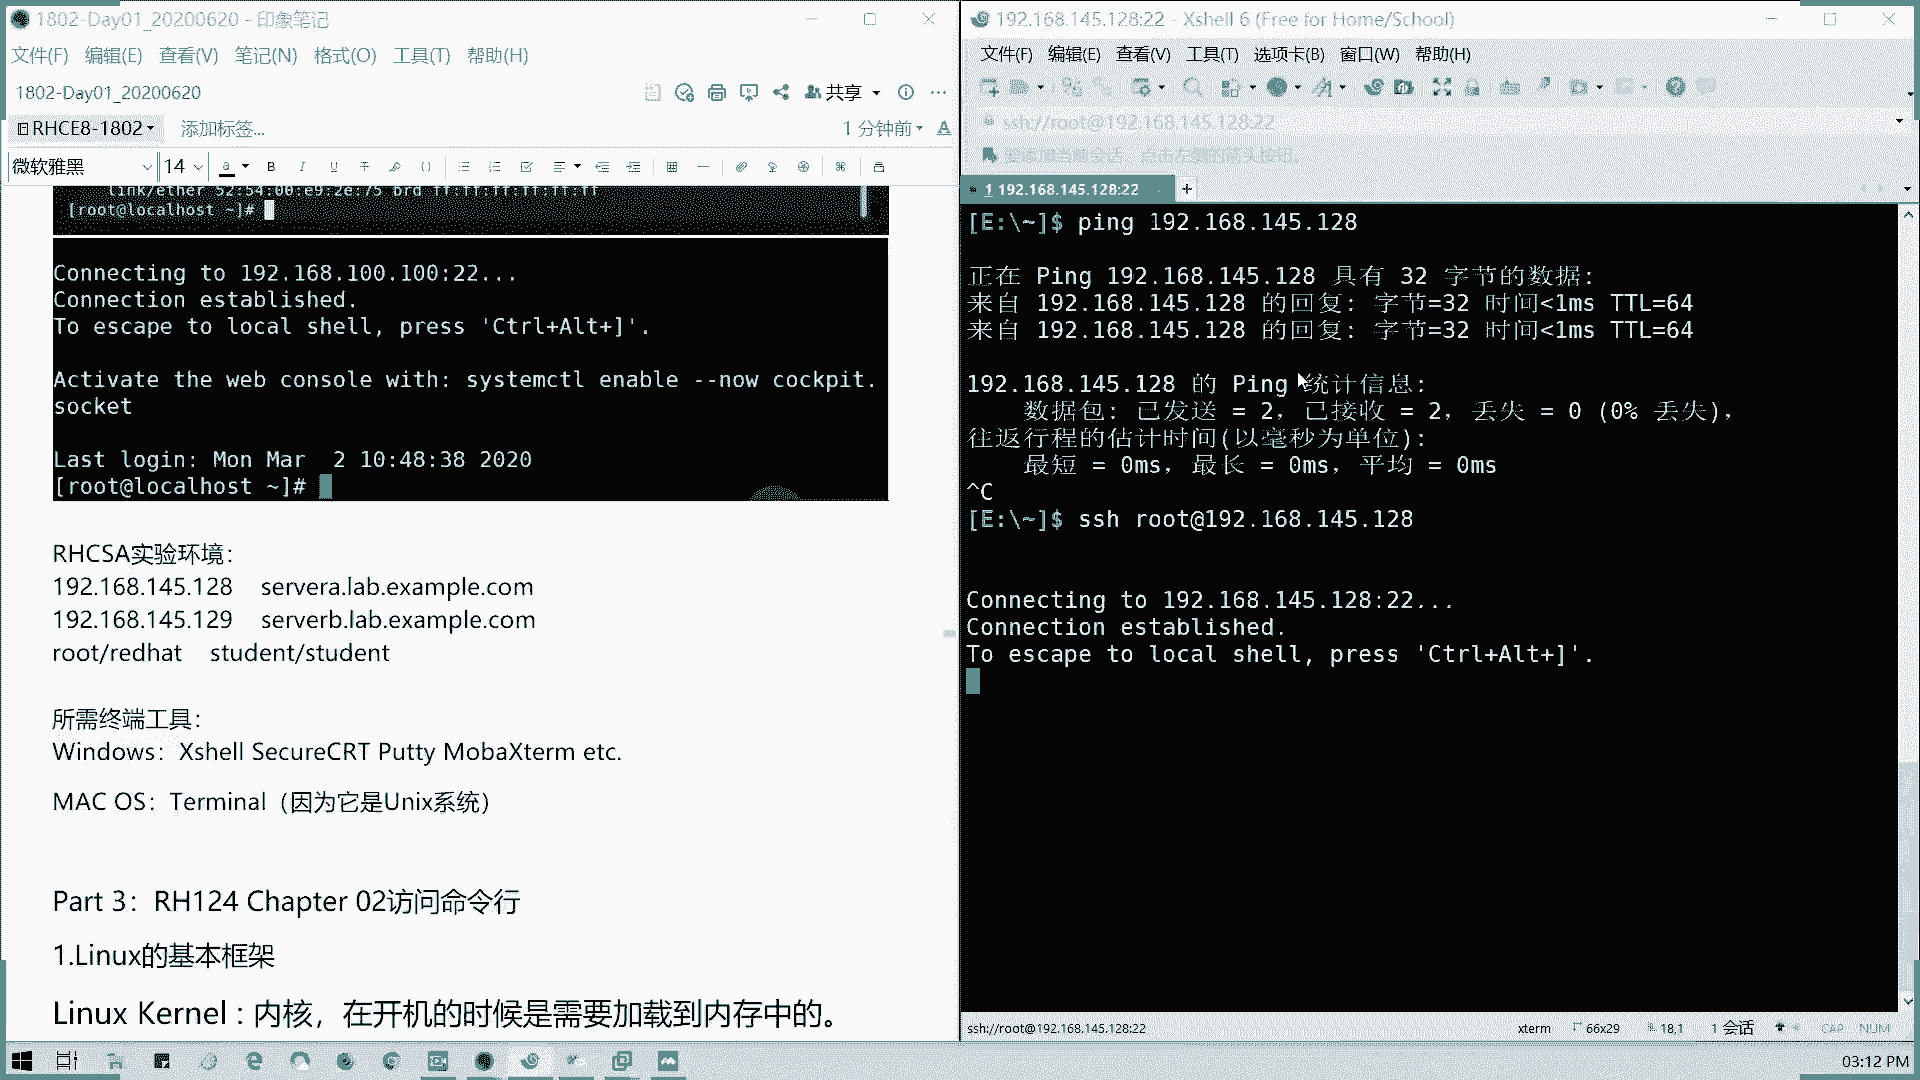 1802-Day01_20200620 - 印象笔记
文件(F) 编辑(E) 查看(V) 笔记(N) 格式(O) 工具(T) 帮助(H)
1802-Day01_20200620
共享
RHCE8-1802
添加标签...
1 分钟前
微软雅黑 14
link/ether 52:54:00:e9:2e:75 brd ff:ff:ff:ff:ff:ff
[root@localhost ~]#
Connecting to 192.168.100.100:22...
Connection established.
To escape to local shell, press 'Ctrl+Alt+]'.
Activate the web console with: systemctl enable --now cockpit.
socket
Last login: Mon Mar  2 10:48:38 2020
[root@localhost ~]#
RHCSA实验环境：
192.168.145.128 servera.lab.example.com
192.168.145.129 serverb.lab.example.com
root/redhat student/student
所需终端工具：
Windows：Xshell SecureCRT Putty MobaXterm etc.
MAC OS：Terminal（因为它是Unix系统）
Part 3：RH124 Chapter 02访问命令行
1.Linux的基本框架
Linux Kernel : 内核，在开机的时候是需要加载到内存中的。
192.168.145.128:22 - Xshell 6 (Free for Home/School)
文件(F) 编辑(E) 查看(V) 工具(T) 选项卡(B) 窗口(W) 帮助(H)
ssh://root@192.168.145.128:22
要添加当前会话，点击左侧的箭头按钮。
1 192.168.145.128:22
[E:\~]$ ping 192.168.145.128
正在 Ping 192.168.145.128 具有 32 字节的数据:
来自 192.168.145.128 的回复: 字节=32 时间<1ms TTL=64
来自 192.168.145.128 的回复: 字节=32 时间<1ms TTL=64
192.168.145.128 的 Ping 统计信息:
数据包: 已发送 = 2，已接收 = 2，丢失 = 0 (0% 丢失)，
往返行程的估计时间(以毫秒为单位):
最短 = 0ms，最长 = 0ms，平均 = 0ms
^C
[E:\~]$ ssh root@192.168.145.128
Connecting to 192.168.145.128:22...
Connection established.
To escape to local shell, press 'Ctrl+Alt+]'.
ssh://root@192.168.145.128:22
xterm 66x29 18,1 1 会话 CAP NUM
03:12 PM